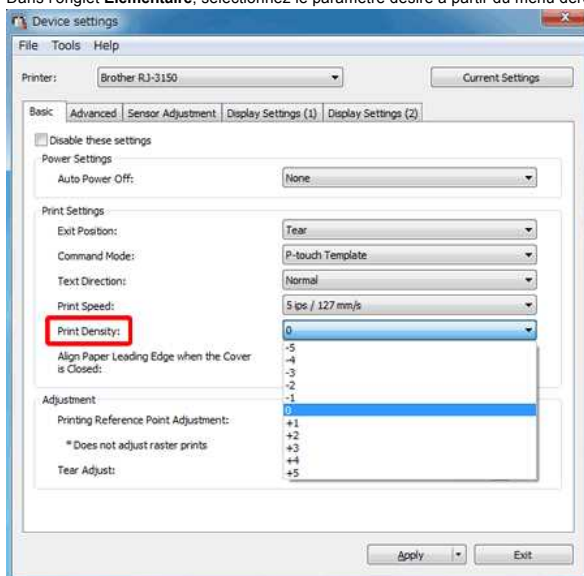 Dans l'onglet Élémentaire, sélectionnez le paramètre désiré à partir du menu
Device settings
File Tools Help
Printer: Brother RJ-3150 Current Settings
Basic Advanced Sensor Adjustment Display Settings (1) Display Settings (2)
Disable these settings
Power Settings
Auto Power Off: None
Print Settings
Exit Position: Tear
Command Mode: P-touch Template
Text Direction: Normal
Print Speed: 5 ips / 127 mm/s
Print Density: 0
-5
Align Paper Leading Edge when the Cover
is Closed:
-4
-3
-2
-1
0
+1
+2
+3
+4
+5
Adjustment
Printing Reference Point Adjustment:
* Does not adjust raster prints
Tear Adjust:
Apply Exit